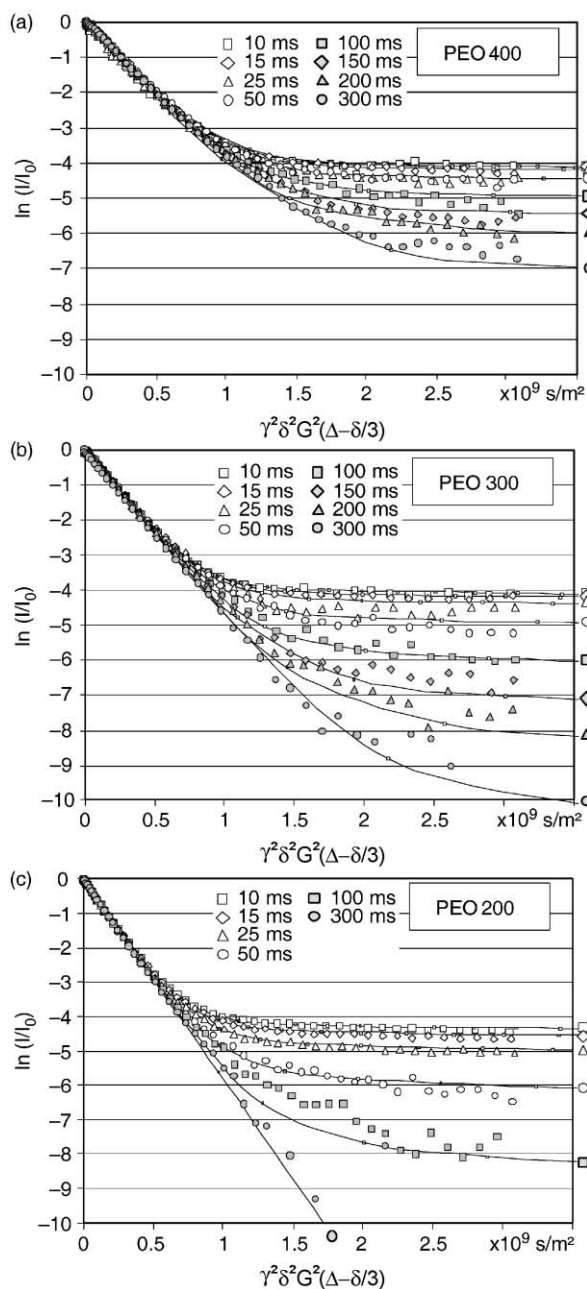 (a)
0
−1
−2
−3
−4
−5
−6
−7
−8
−9
−10
ln (I/I₀)
□ 10 ms ■ 100 ms
◇ 15 ms ◆ 150 ms
△ 25 ms ▲ 200 ms
○ 50 ms ● 300 ms
PEO 400
0 0.5 1 1.5 2 2.5 x10⁹ s/m²
γ²δ²G²(Δ−δ/3)
(b)
0
−1
−2
−3
−4
−5
−6
−7
−8
−9
−10
ln (I/I₀)
□ 10 ms ■ 100 ms
◇ 15 ms ◆ 150 ms
△ 25 ms ▲ 200 ms
○ 50 ms ● 300 ms
PEO 300
0 0.5 1 1.5 2 2.5 x10⁹ s/m²
γ²δ²G²(Δ−δ/3)
(c)
0
−1
−2
−3
−4
−5
−6
−7
−8
−9
−10
ln (I/I₀)
□ 10 ms ■ 100 ms
◇ 15 ms ● 300 ms
△ 25 ms
○ 50 ms
PEO 200
0 0.5 1 1.5 2 2.5 x10⁹ s/m²
γ²δ²G²(Δ−δ/3)